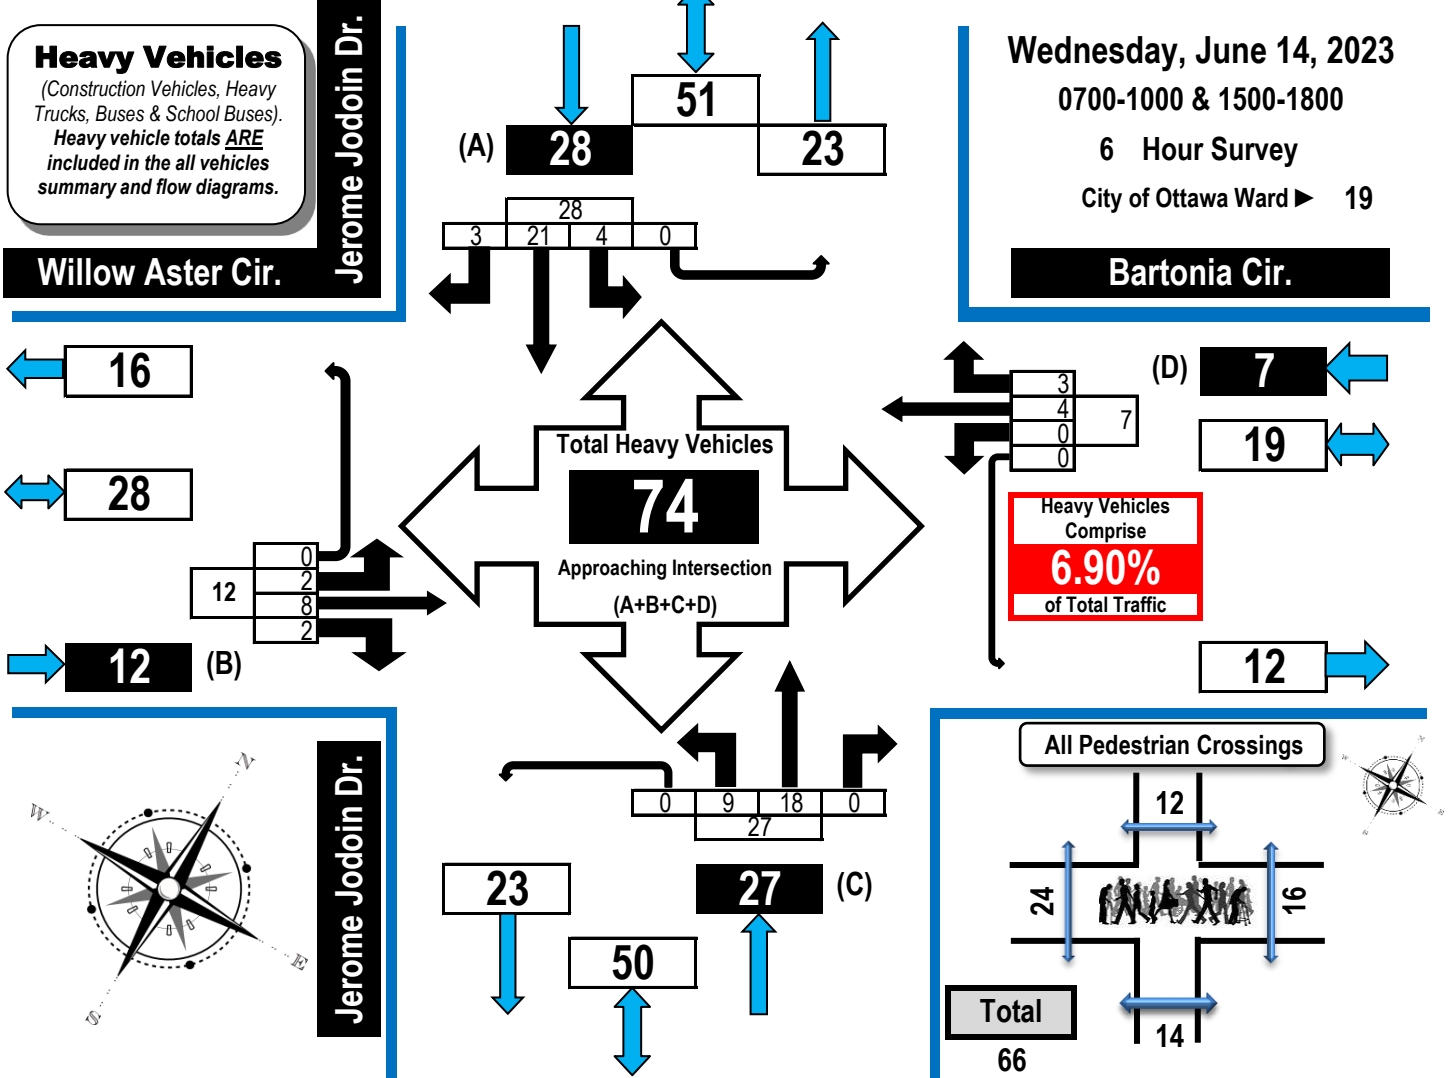 Heavy Vehicles
(Construction Vehicles, Heavy
Trucks, Buses & School Buses).
Heavy vehicle totals ARE
included in the all vehicles
summary and flow diagrams.
Jerome Jodoin Dr.
Willow Aster Cir.
51
(A) 28
23
28
3 21 4 0
Wednesday, June 14, 2023
0700-1000 & 1500-1800
6 Hour Survey
City of Ottawa Ward ► 19
Bartonia Cir.
16
28
0
2
8
2
12
12 (B)
Total Heavy Vehicles
74
Approaching Intersection
(A+B+C+D)
3
4
0
0
7
(D) 7
19
Heavy Vehicles
Comprise
6.90%
of Total Traffic
12
N
W
E
S
Jerome Jodoin Dr.
0 9 18 0
27
23
27 (C)
50
All Pedestrian Crossings
N
W
E
S
12
24
16
14
Total
66